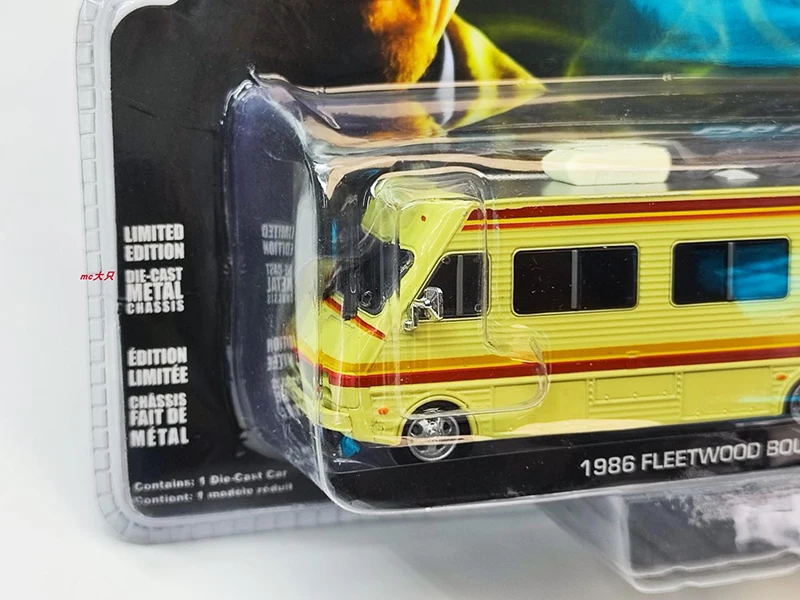 LIMITED
EDITION
DIE-CAST
METAL
CHASSIS
mc大只
ÉDITION
LIMITÉE
CHÂSSIS
FAIT DE
MÉTAL
Contains: 1 Die-Cast Car
Contient: 1 modèle réduit
1986 FLEETWOOD BOU